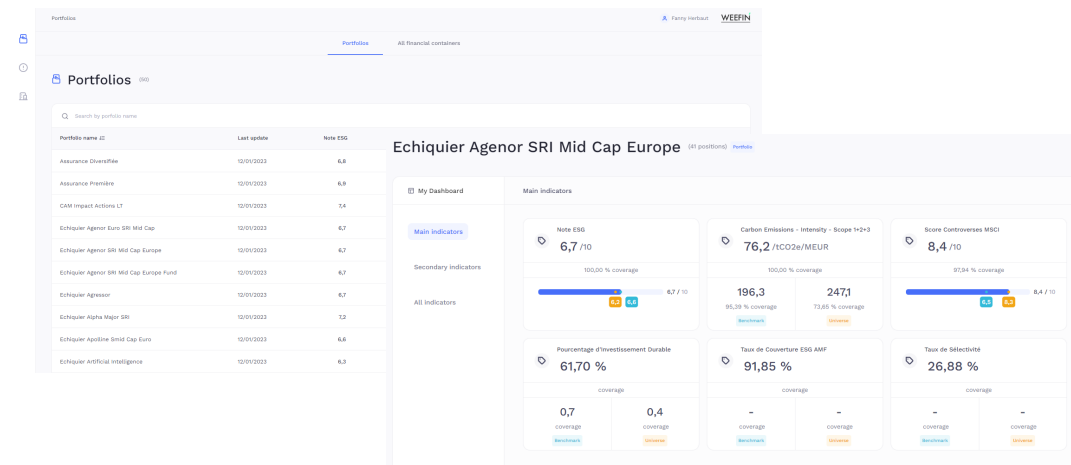 Portfolios
Fanny Herbaut
WEEFIN
Portfolios
All financial containers
Portfolios (60)
Search by portfolio name
Portfolio name
Last update
Note ESG
Assurance Diversifiée
12/01/2023
6,8
Assurance Première
12/01/2023
6,9
CAM Impact Actions LT
12/01/2023
7,4
Echiquier Agenor Euro SRI Mid Cap
12/01/2023
6,7
Echiquier Agenor SRI Mid Cap Europe
12/01/2023
6,7
Echiquier Agenor SRI Mid Cap Europe Fund
12/01/2023
6,7
Echiquier Agressor
12/01/2023
6,7
Echiquier Alpha Major SRI
12/01/2023
7,2
Echiquier Apolline Smid Cap Euro
12/01/2023
6,6
Echiquier Artificial Intelligence
12/01/2023
6,3
Echiquier Agenor SRI Mid Cap Europe (41 positions) Portfolio
My Dashboard
Main indicators
Secondary indicators
All indicators
Main indicators
Note ESG
6,7 /10
100,00 % coverage
6,7 / 10
6,3
6,6
Carbon Emissions - Intensity - Scope 1+2+3
76,2 /tCO2e/MEUR
100,00 % coverage
196,3
95,39 % coverage
Benchmark
247,1
73,65 % coverage
Universe
Score Controverses MSCI
8,4 /10
97,94 % coverage
8,4 / 10
6,5
8,3
Pourcentage d'Investissement Durable
61,70 %
coverage
0,7
coverage
Benchmark
0,4
coverage
Universe
Taux de Couverture ESG AMF
91,85 %
coverage
-
coverage
Benchmark
-
coverage
Universe
Taux de Sélectivité
26,88 %
coverage
-
coverage
Benchmark
-
coverage
Universe